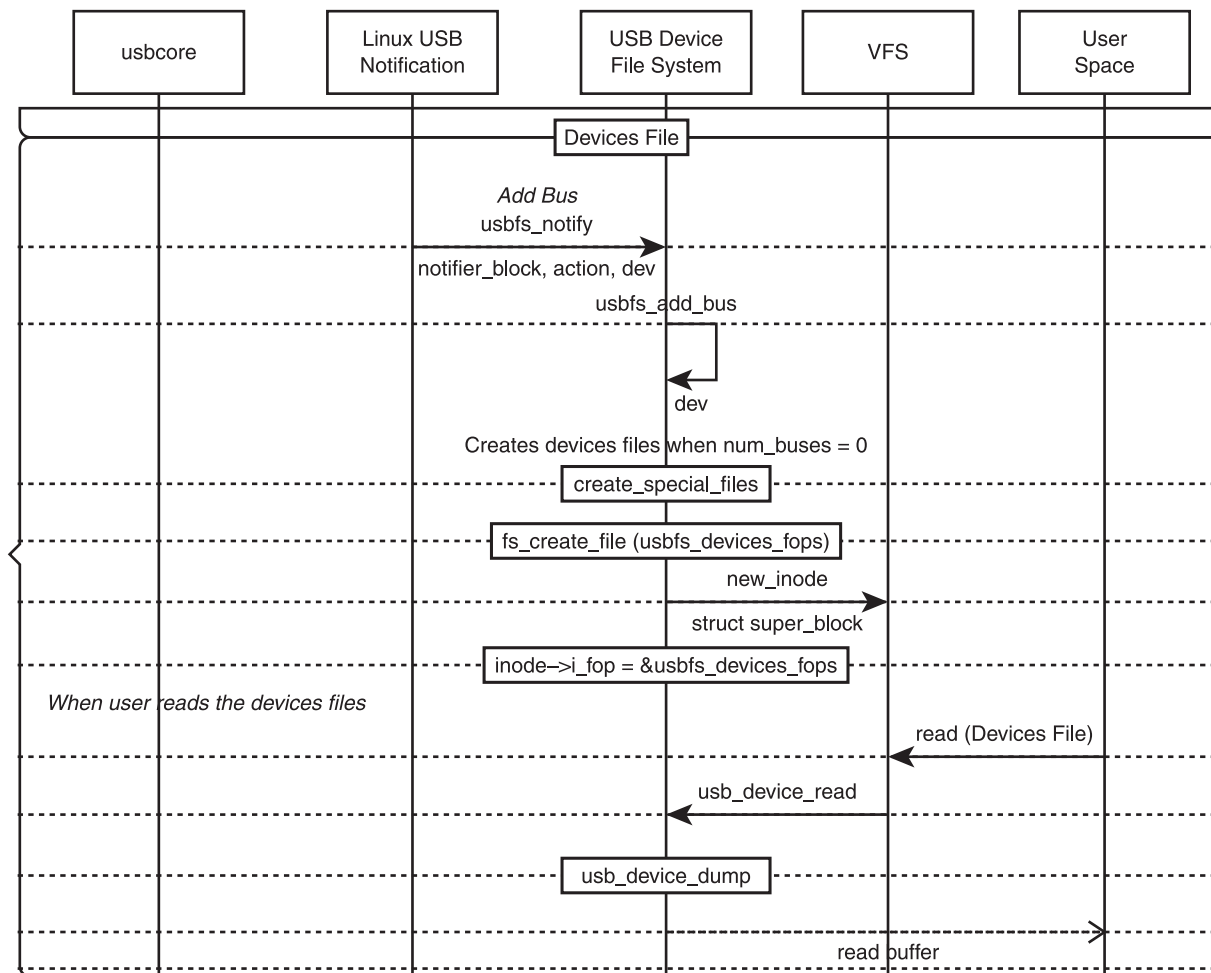 usbcore
Linux USB
Notification
USB Device
File System
VFS
User
Space
Devices File
Add Bus
usbfs_notify
notifier_block, action, dev
usbfs_add_bus
dev
Creates devices files when num_buses = 0
create_special_files
fs_create_file (usbfs_devices_fops)
new_inode
struct super_block
inode–>i_fop = &usbfs_devices_fops
When user reads the devices files
read (Devices File)
usb_device_read
usb_device_dump
read buffer